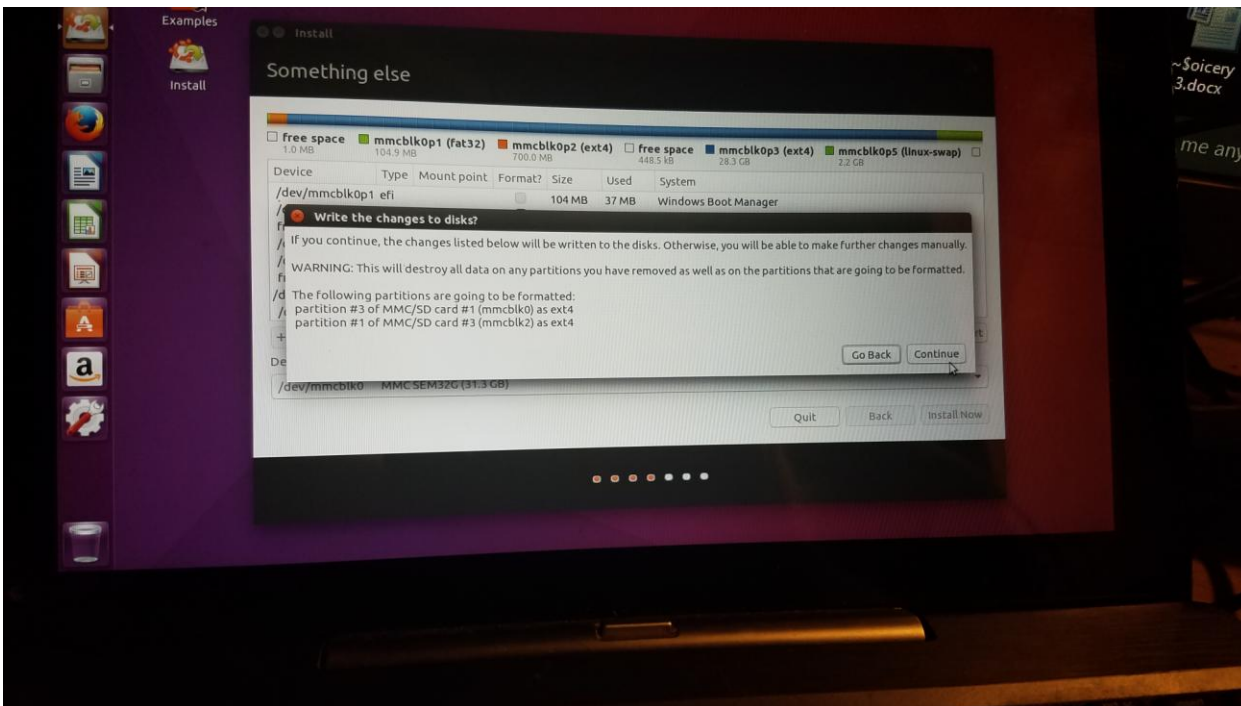 Examples
Install
Install
Something else
free space
1.0 MB
mmcblk0p1 (fat32)
104.9 MB
mmcblk0p2 (ext4)
700.0 MB
free space
448.5 kB
mmcblk0p3 (ext4)
28.3 GB
mmcblk0p5 (linux-swap)
2.2 GB
Device Type Mount point Format? Size Used System
/dev/mmcblk0p1 efi 104 MB 37 MB Windows Boot Manager
Write the changes to disks?
If you continue, the changes listed below will be written to the disks. Otherwise, you will be able to make further changes manually.
WARNING: This will destroy all data on any partitions you have removed as well as on the partitions that are going to be formatted.
The following partitions are going to be formatted:
partition #3 of MMC/SD card #1 (mmcblk0) as ext4
partition #1 of MMC/SD card #3 (mmcblk2) as ext4
Go Back Continue
De
/dev/mmcblk0 MMC SEM32G (31.3 GB)
Quit Back Install Now
~$oicery
3.docx
me any